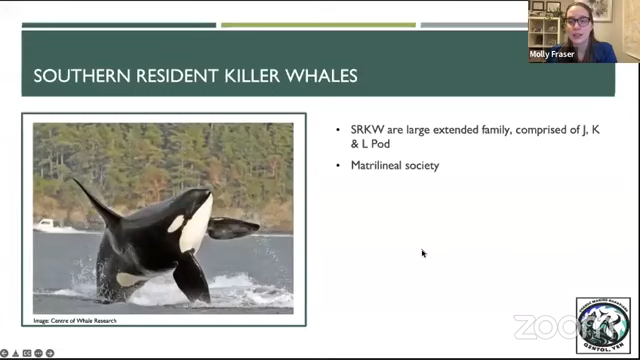 Molly Fraser
SOUTHERN RESIDENT KILLER WHALES
• SRKW are large extended family, comprised of J, K
& L Pod
• Matrilineal society
Image: Centre of Whale Research
zoom